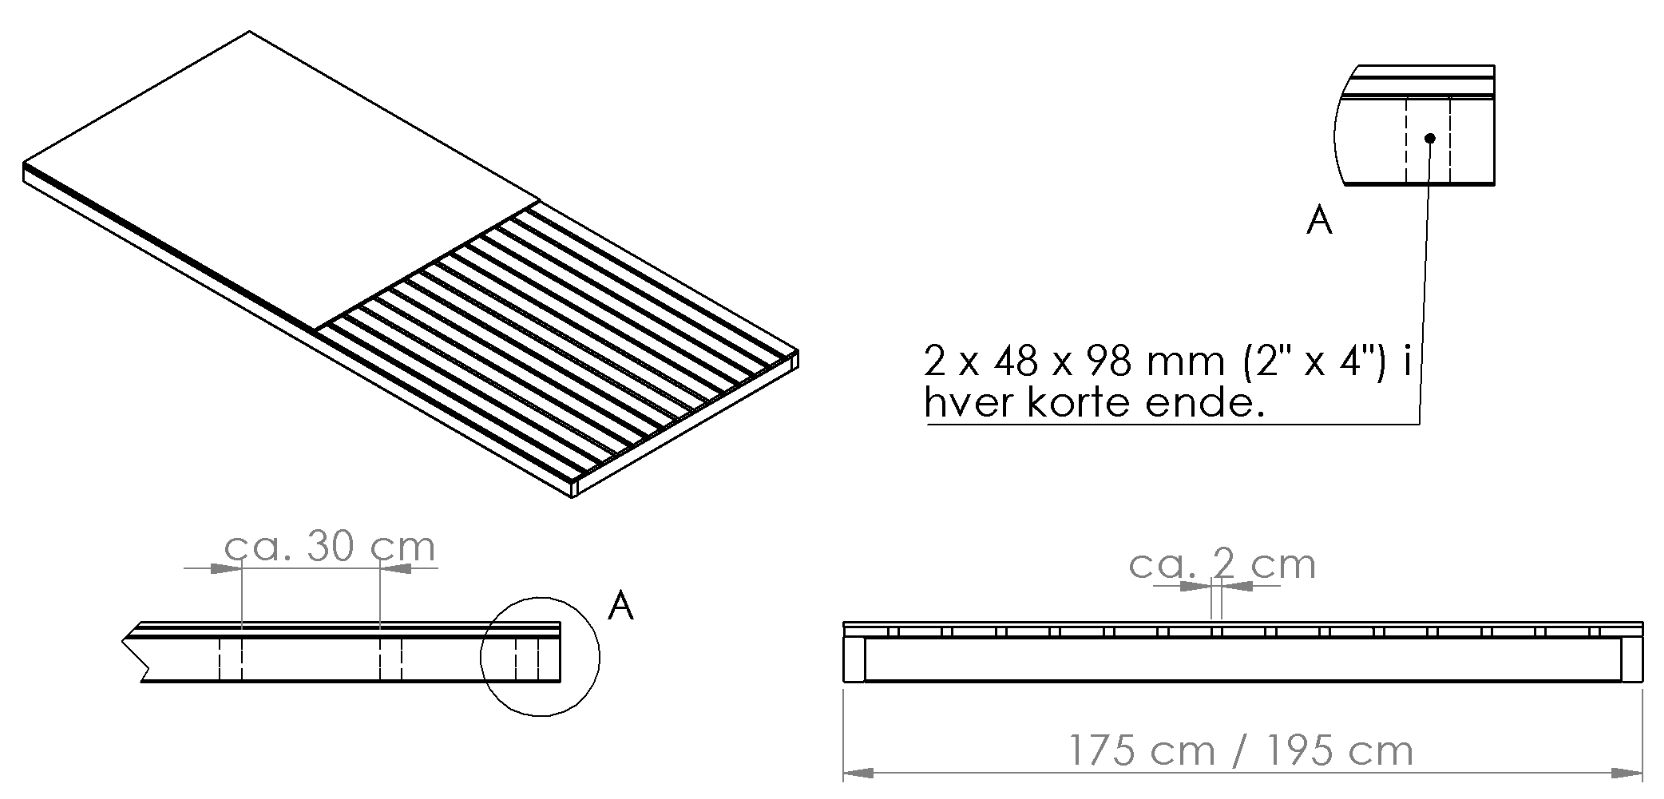 A
2 x 48 x 98 mm (2" x 4") i
hver korte ende.
ca. 30 cm
A
ca. 2 cm
175 cm / 195 cm